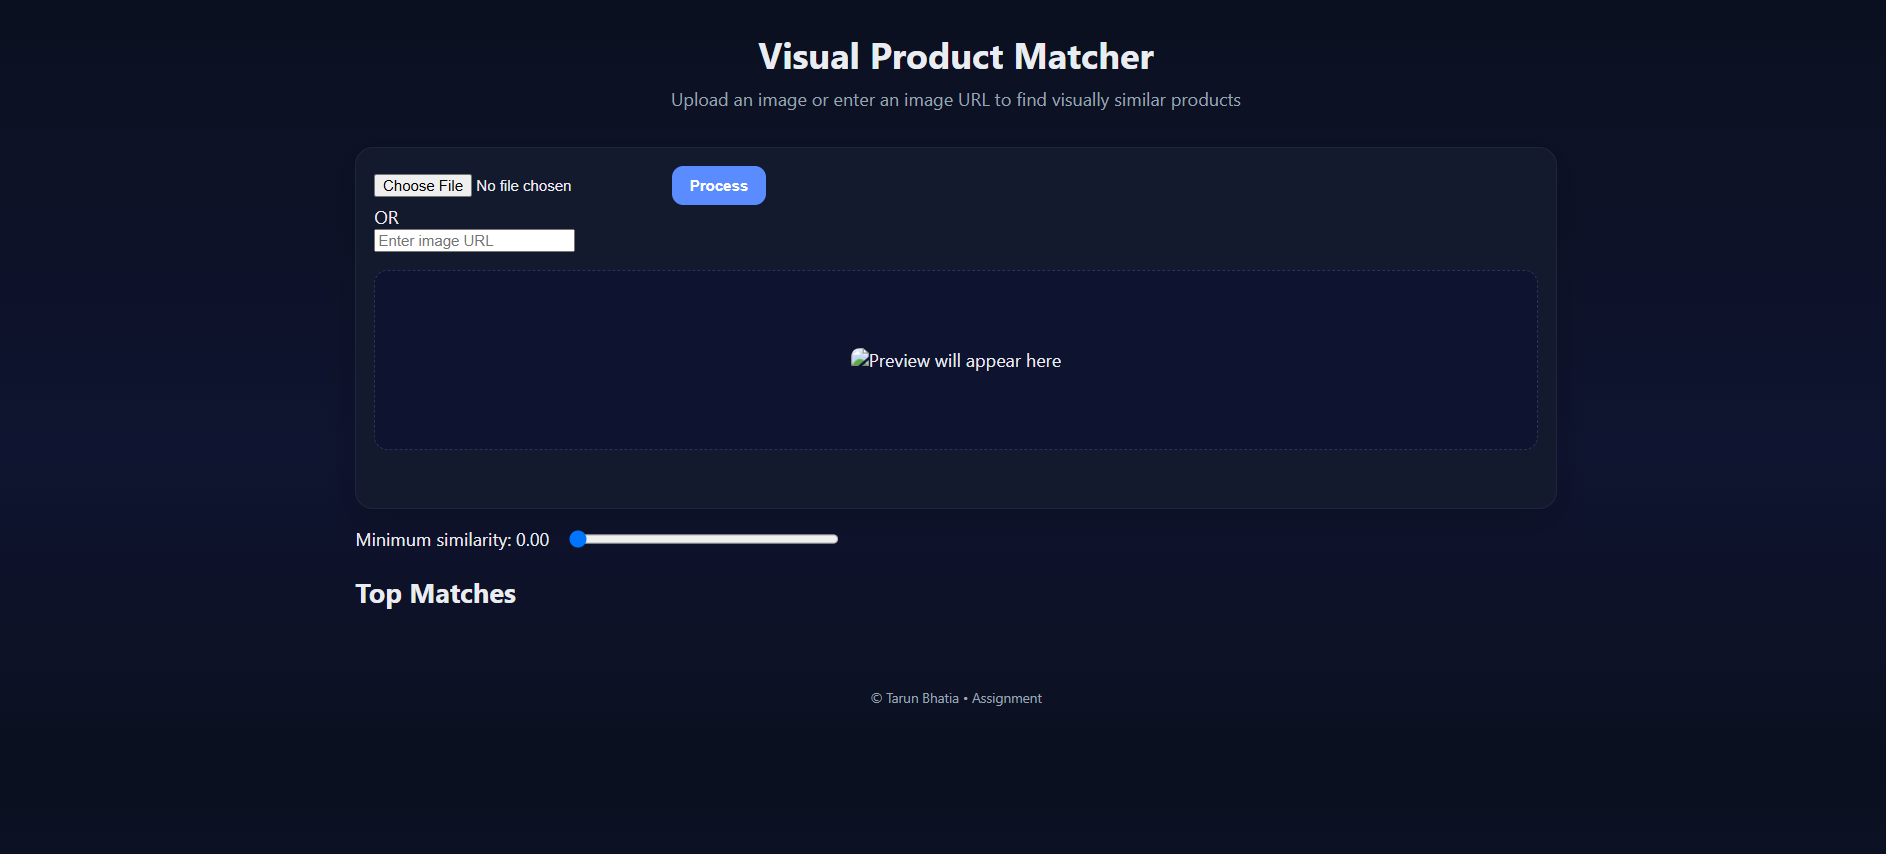 Visual Product Matcher
Upload an image or enter an image URL to find visually similar products
Choose File No file chosen
Process
OR
Enter image URL
Preview will appear here
Minimum similarity: 0.00
Top Matches
© Tarun Bhatia • Assignment